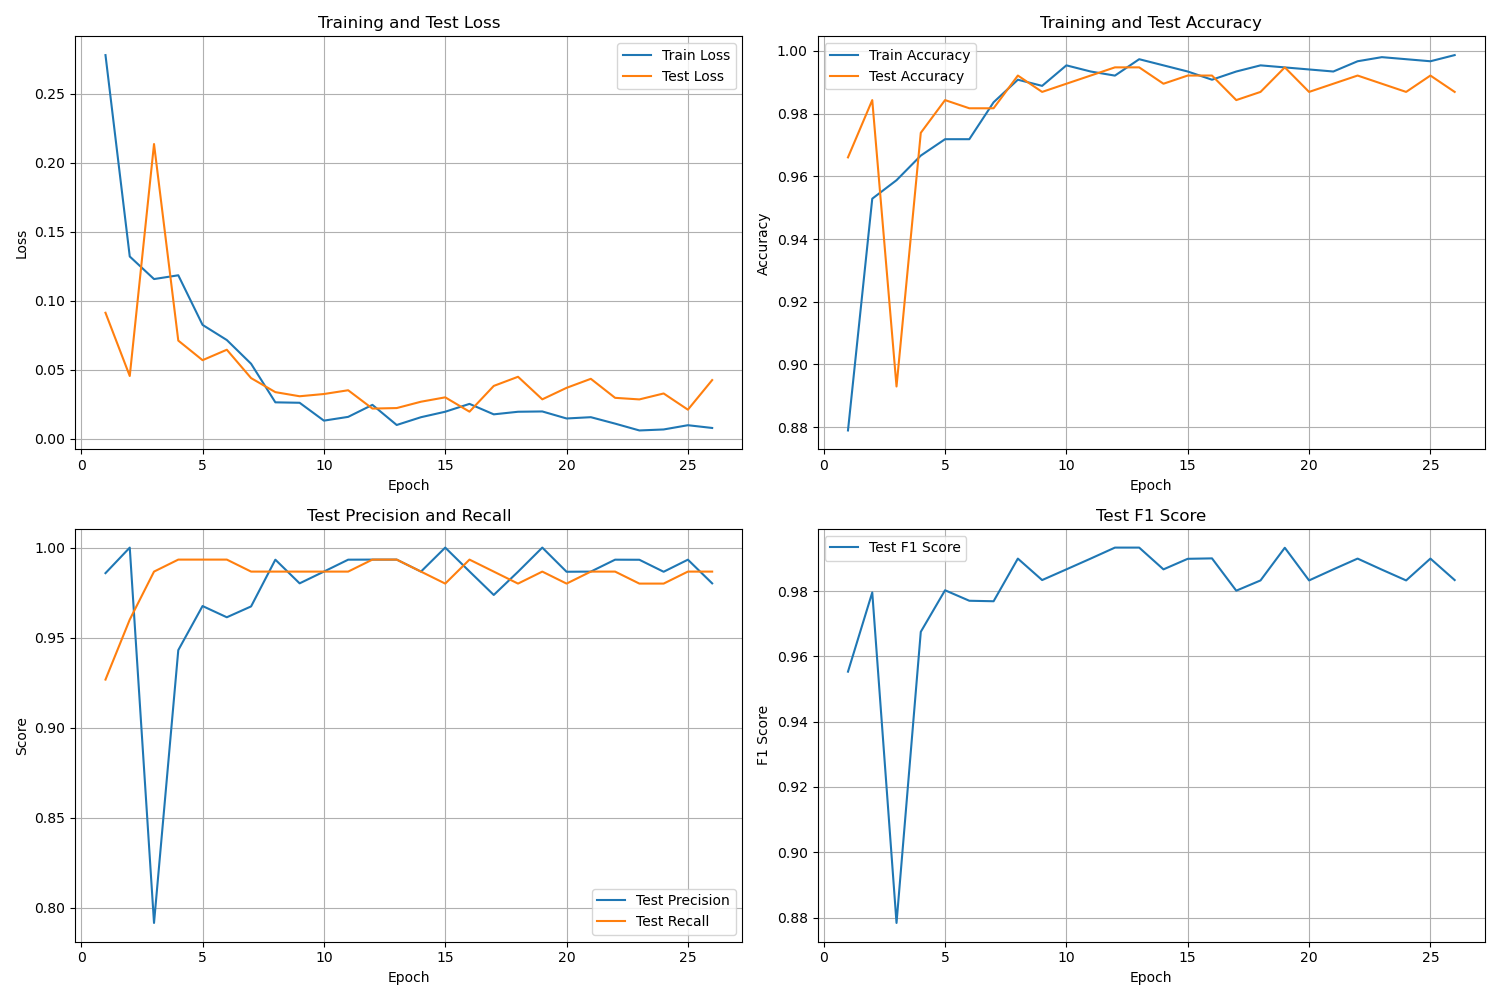 Training and Test Loss
Train Loss
Test Loss
0.25
0.20
0.15
0.10
0.05
0.00
Loss
0 5 10 15 20 25
Epoch
Training and Test Accuracy
Train Accuracy
Test Accuracy
1.00
0.98
0.96
0.94
0.92
0.90
0.88
Accuracy
0 5 10 15 20 25
Epoch
Test Precision and Recall
1.00
0.95
0.90
0.85
0.80
Score
Test Precision
Test Recall
0 5 10 15 20 25
Epoch
Test F1 Score
Test F1 Score
0.98
0.96
0.94
0.92
0.90
0.88
F1 Score
0 5 10 15 20 25
Epoch